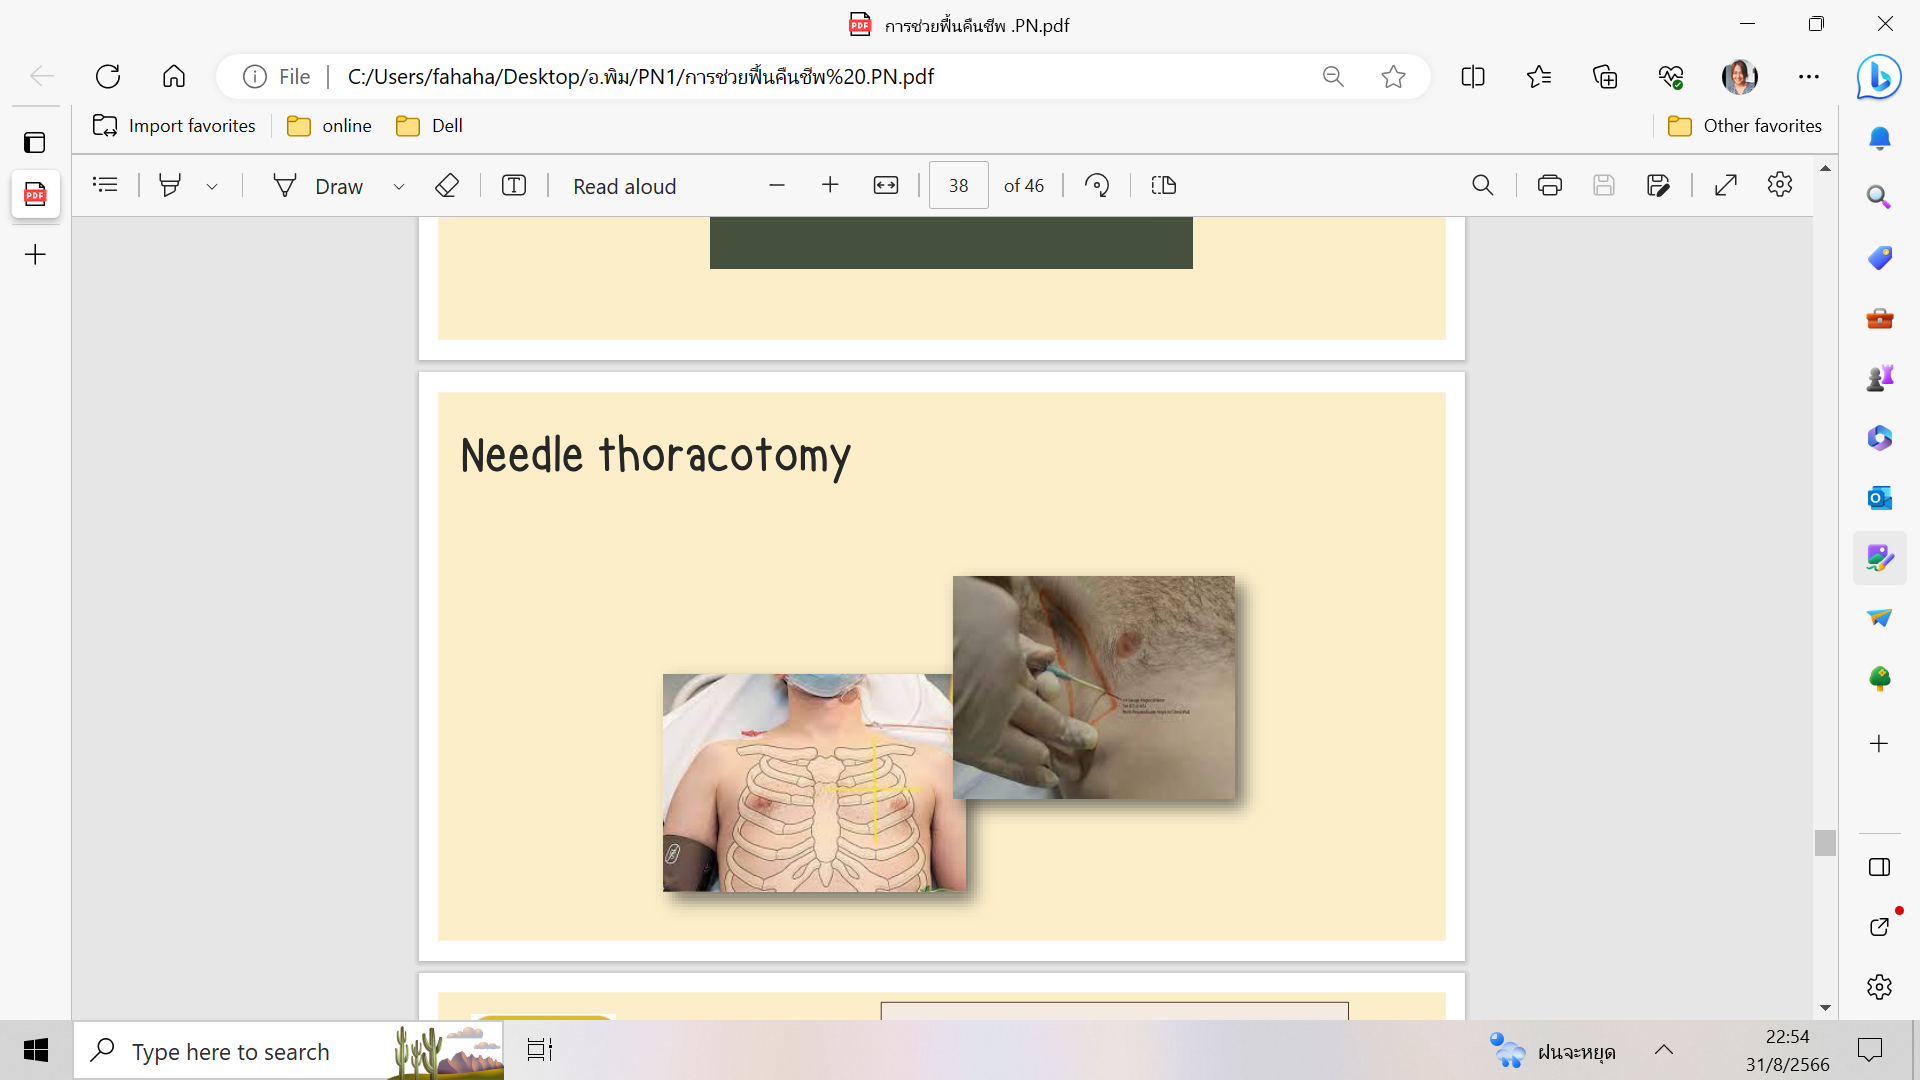 การช่วยฟื้นคืนชีพ .PN.pdf
File
C:/Users/fahaha/Desktop/อ.พิม/PN1/การช่วยฟื้นคืนชีพ%20.PN.pdf
Import favorites
online
Dell
Other favorites
Draw
Read aloud
38
of 46
Needle thoracotomy
Type here to search
ฝนจะหยุด
22:54
31/8/2566